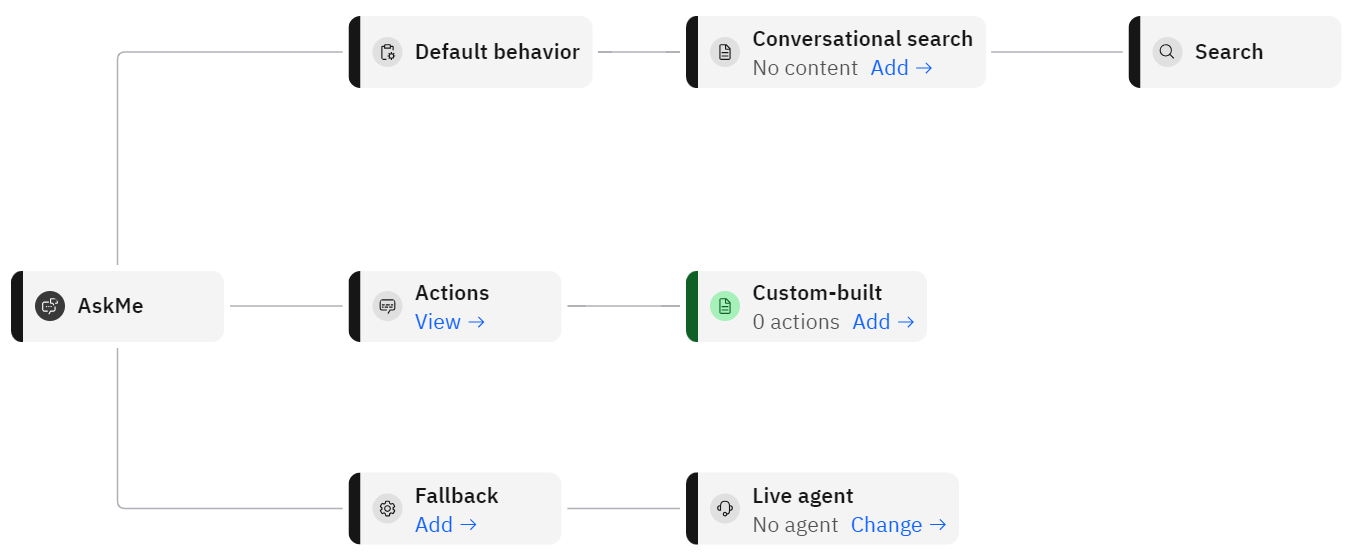 Default behavior
Conversational search
No content Add →
Search
AskMe
Actions
View →
Custom-built
0 actions Add →
Fallback
Add →
Live agent
No agent Change →